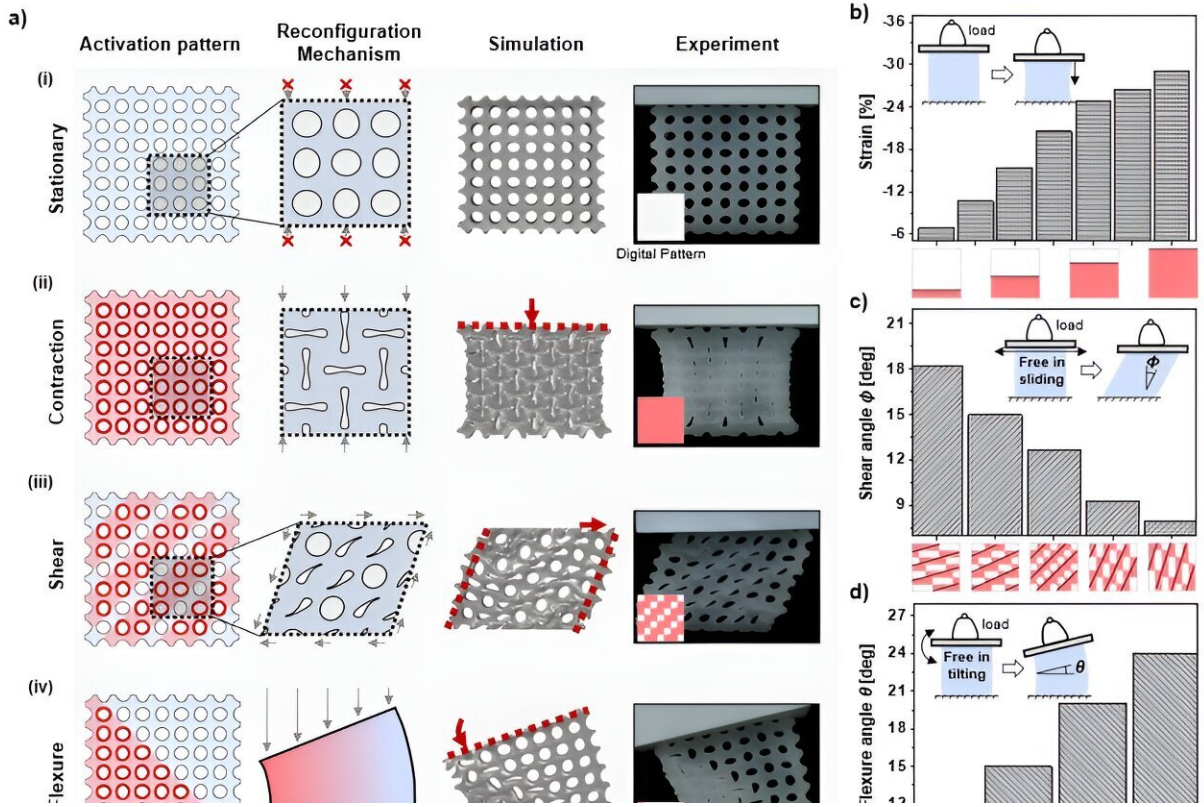 a)
Activation pattern
Reconfiguration
Mechanism
Simulation
Experiment
(i)
Stationary
Digital Pattern
(ii)
Contraction
(iii)
Shear
(iv)
Flexure
b)
Strain [%]
-36
30
-24
-18
-12
-6
load
c)
Shear angle ϕ [deg]
21
18
15
12
9
load
Free in
sliding
ϕ
d)
Flexure angle θ [deg]
27
24
21
18
15
12
load
Free in
tilting
θ